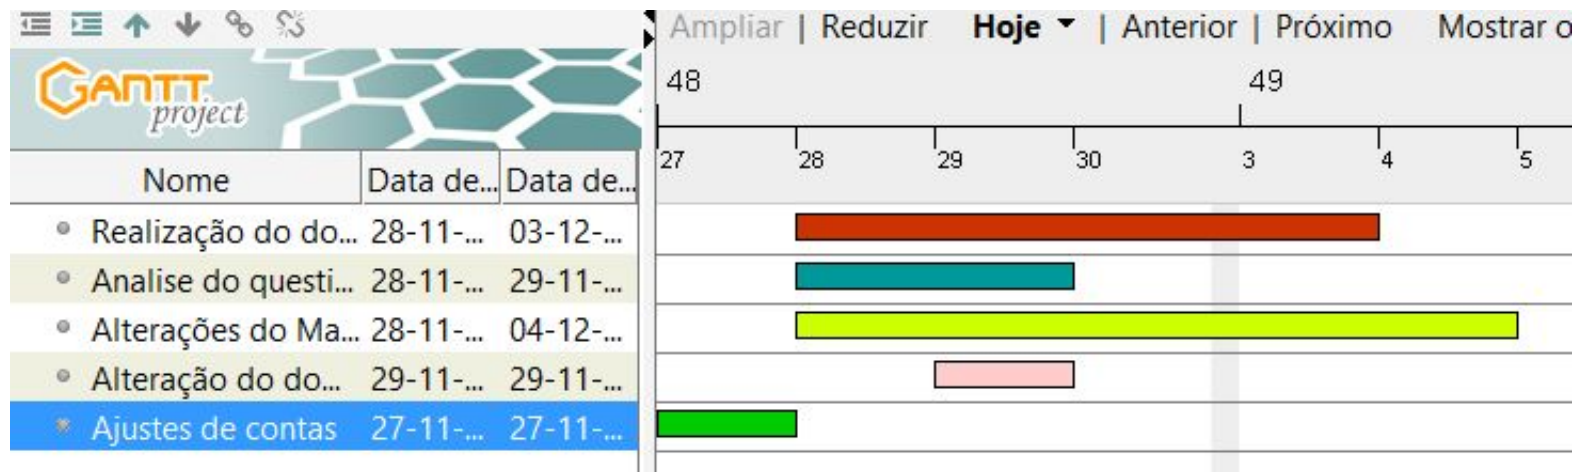 Ampliar | Reduzir Hoje | Anterior | Próximo Mostrar o
GANTT
project
48 49
27 28 29 30 3 4 5
Nome Data de... Data de...
Realização do do... 28-11-... 03-12-...
Analise do questi... 28-11-... 29-11-...
Alterações do Ma... 28-11-... 04-12-...
Alteração do do... 29-11-... 29-11-...
Ajustes de contas 27-11-... 27-11-...